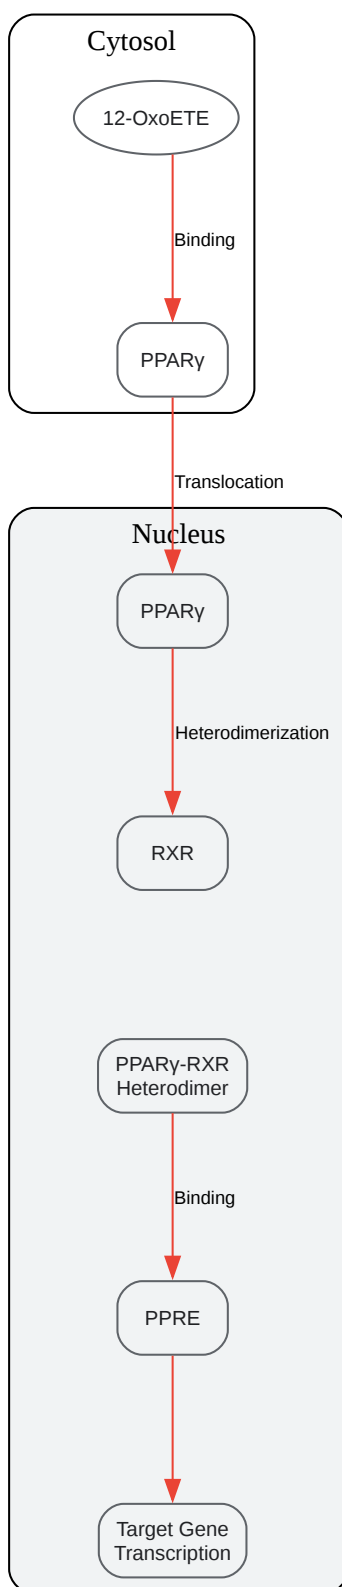 Cytosol
12-OxoETE
Binding
PPARγ
Translocation
Nucleus
PPARγ
Heterodimerization
RXR
PPARγ-RXR
Heterodimer
Binding
PPRE
Target Gene
Transcription